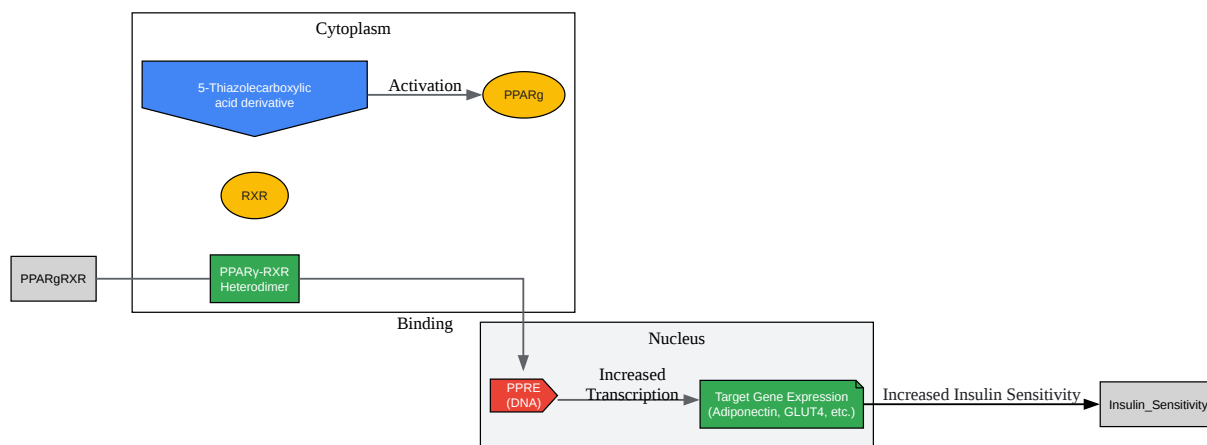 Cytoplasm
5-Thiazolecarboxylic
acid derivative
Activation
PPARg
RXR
PPARgRXR
PPARγ-RXR
Heterodimer
Binding
Nucleus
PPRE
(DNA)
Increased
Transcription
Target Gene Expression
(Adiponectin, GLUT4, etc.)
Increased Insulin Sensitivity
Insulin_Sensitivity